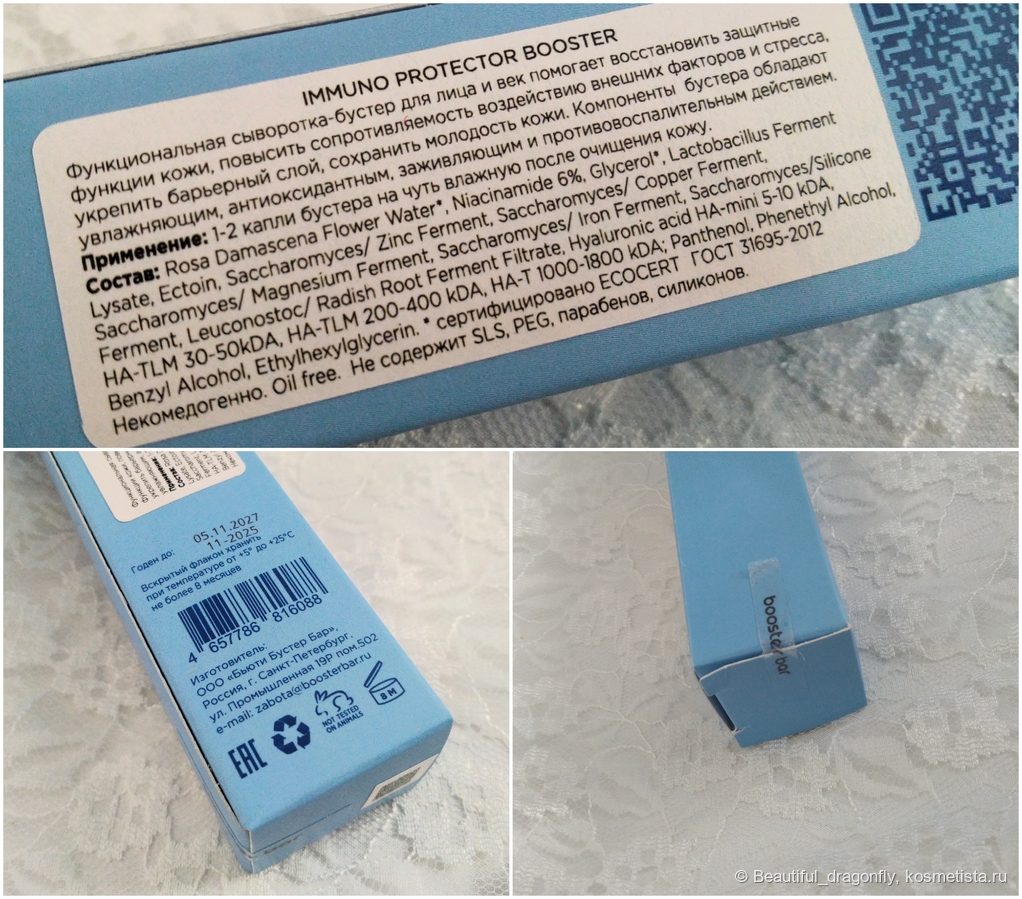 IMMUNO PROTECTOR BOOSTER
Функциональная сыворотка-бустер для лица и век помогает восстановить защитные
функции кожи, повысить сопротивляемость воздействию внешних факторов и стресса,
укрепить барьерный слой, сохранить молодость кожи. Компоненты бустера обладают
увлажняющим, антиоксидантным, заживляющим и противовоспалительным действием.
Применение: 1-2 капли бустера на чуть влажную после очищения кожу.
Состав: Rosa Damascena Flower Water*, Niacinamide 6%, Glycerol*, Lactobacillus Ferment
Lysate, Ectoin, Saccharomyces/ Zinc Ferment, Saccharomyces/ Copper Ferment,
Saccharomyces/ Magnesium Ferment, Saccharomyces/ Iron Ferment, Saccharomyces/Silicone
Ferment, Leuconostoc/ Radish Root Ferment Filtrate, Hyaluronic acid HA-mini 5-10 kDA,
HA-TLM 30-50kDA, HA-TLM 200-400 kDA, HA-T 1000-1800 kDA; Panthenol, Phenethyl Alcohol,
Benzyl Alcohol, Ethylhexylglycerin. * сертифицировано ECOCERT ГОСТ 31695-2012
Некомедогенно. Oil free. Не содержит SLS, PEG, парабенов, силиконов.
Годен до: 05.11.2027
11-2025
Вскрытый флакон хранить
при температуре от +5° до +25°C
не более 8 месяцев
4 657786 816088
Изготовитель:
ООО «Бьюти Бустер Бар»,
Россия, г. Санкт-Петербург,
ул. Промышленная 19Р пом.502
e-mail: zabota@boosterbar.ru
EAC
NOT TESTED
ON ANIMALS
8 M
booster bar
© Beautiful_dragonfly, kosmetista.ru